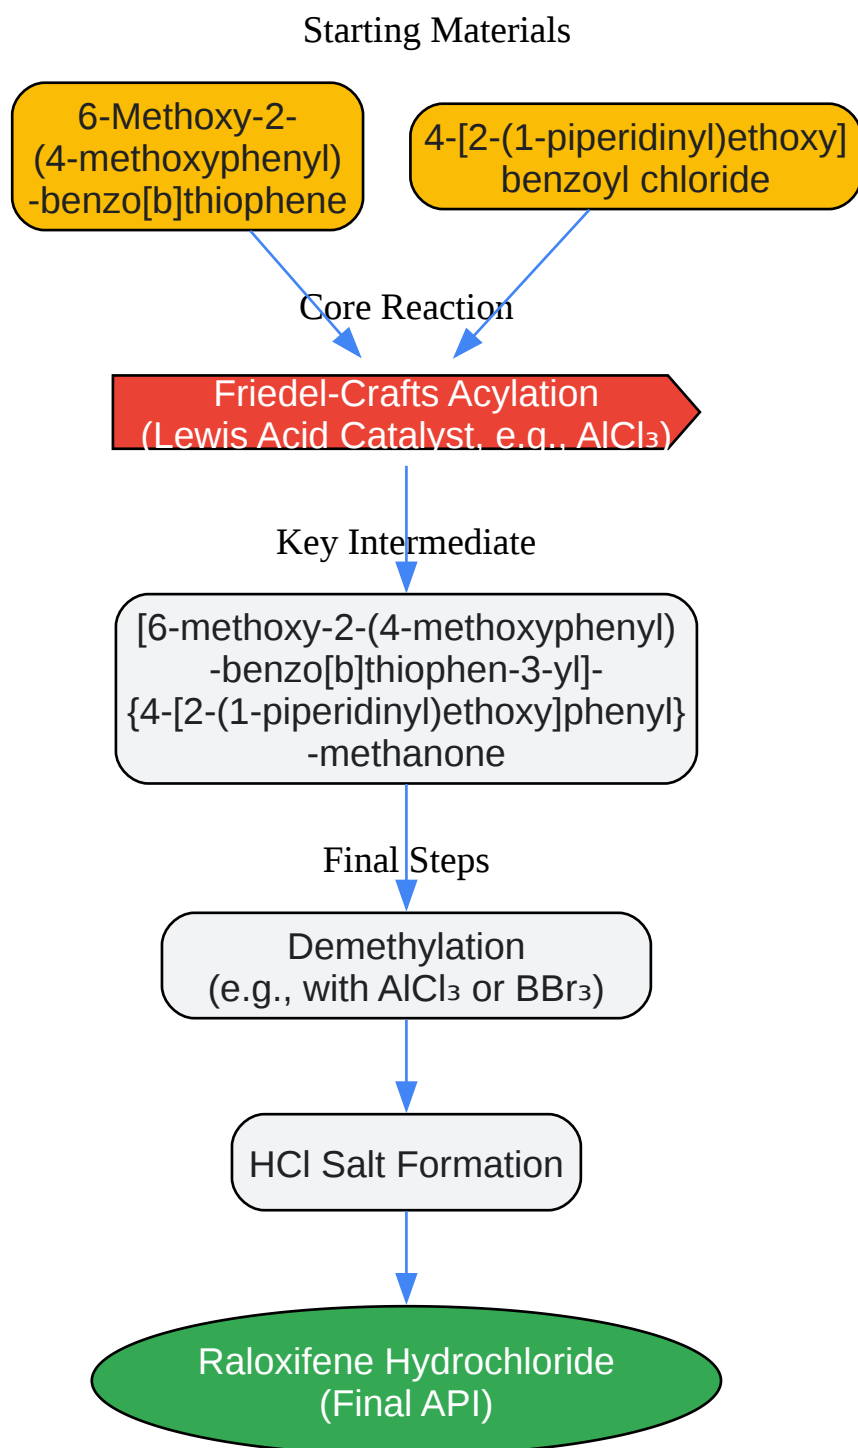 Starting Materials
6-Methoxy-2-
(4-methoxyphenyl)
-benzo[b]thiophene
4-[2-(1-piperidinyl)ethoxy]
benzoyl chloride
Core Reaction
Friedel-Crafts Acylation
(Lewis Acid Catalyst, e.g., AlCl₃)
Key Intermediate
[6-methoxy-2-(4-methoxyphenyl)
-benzo[b]thiophen-3-yl]-
{4-[2-(1-piperidinyl)ethoxy]phenyl}
-methanone
Final Steps
Demethylation
(e.g., with AlCl₃ or BBr₃)
HCl Salt Formation
Raloxifene Hydrochloride
(Final API)